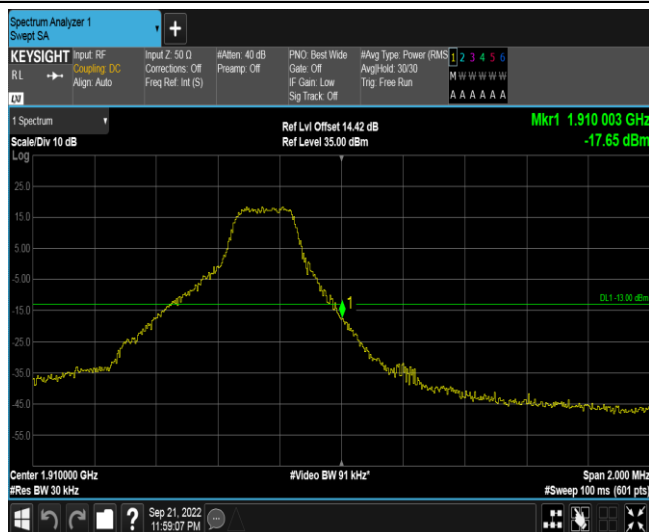 Spectrum Analyzer 1
Swept SA
+
KEYSIGHT
RL
LXI
Input: RF
Coupling: DC
Align: Auto
Input Z: 50 Ω
Corrections: Off
Freq Ref: Int (S)
#Atten: 40 dB
Preamp: Off
PNO: Best Wide
Gate: Off
IF Gain: Low
Sig Track: Off
#Avg Type: Power (RMS
Avg|Hold: 30/30
Trig: Free Run
1 2 3 4 5 6
M W W W W W
A A A A A A
1 Spectrum
Scale/Div 10 dB
Log
Ref Lvl Offset 14.42 dB
Ref Level 35.00 dBm
Mkr1 1.910 003 GHz
-17.65 dBm
25.0
15.0
5.00
-5.00
-15.0
-25.0
-35.0
-45.0
-55.0
DL1 -13.00 dBm
1
Center 1.910000 GHz
#Res BW 30 kHz
#Video BW 91 kHz*
Span 2.000 MHz
#Sweep 100 ms (601 pts)
?
Sep 21, 2022
11:59:07 PM